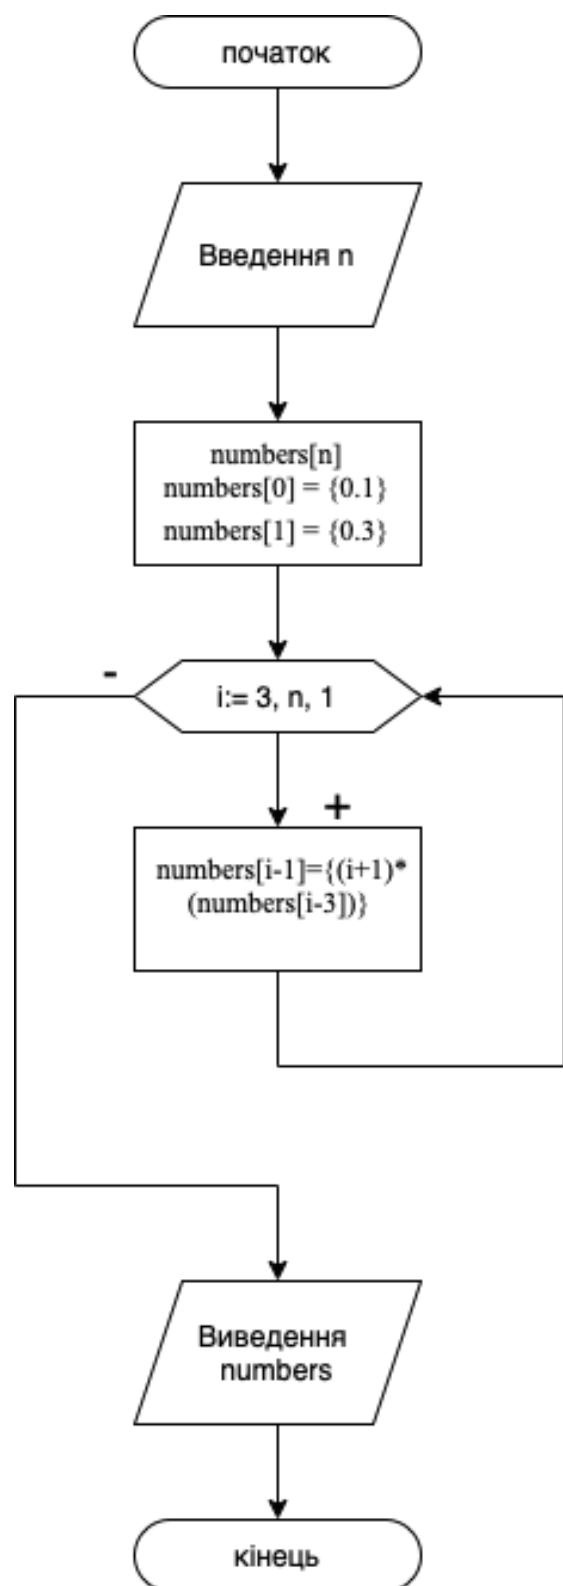 початок
Введення n
numbers[n]
numbers[0] = {0.1}
numbers[1] = {0.3}
-
i:= 3, n, 1
+
numbers[i-1]={(i+1)*
(numbers[i-3])}
Виведення
numbers
кінець